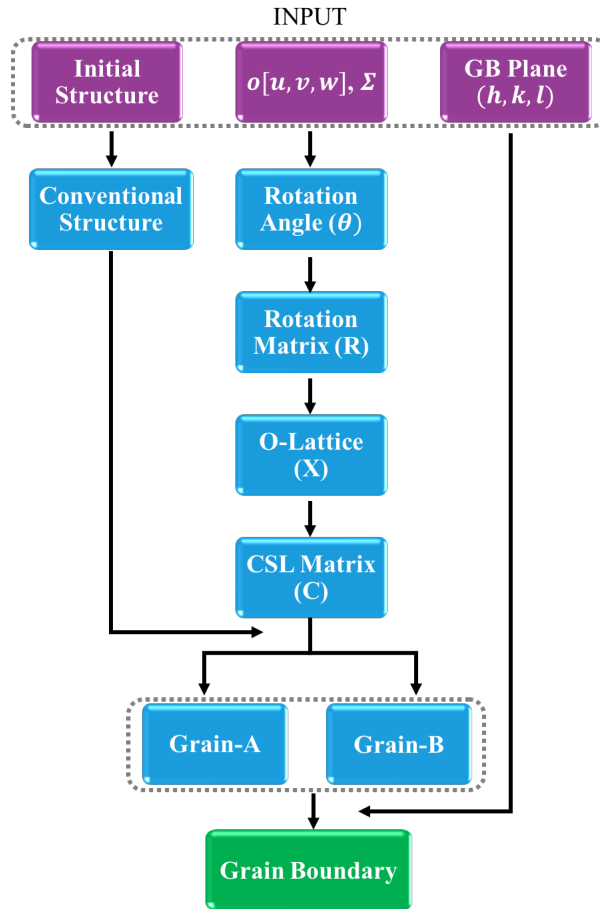 INPUT
Initial
Structure
o[u, v, w], Σ
GB Plane
(h, k, l)
Conventional
Structure
Rotation
Angle (θ)
Rotation
Matrix (R)
O-Lattice
(X)
CSL Matrix
(C)
Grain-A
Grain-B
Grain Boundary